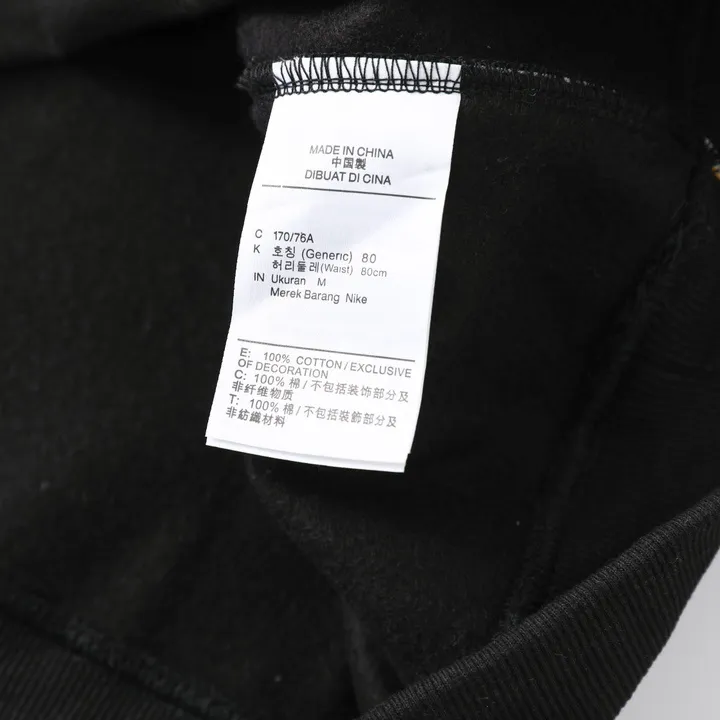 MADE IN CHINA
中国製
DIBUAT DI CINA
C 170/76A
K 호칭 (Generic) 80
허리둘레(Waist) 80cm
IN Ukuran M
Merek Barang Nike
E: 100% COTTON / EXCLUSIVE
OF DECORATION
C: 100% 棉 / 不包括装饰部分及
非纤维物质
T: 100% 棉 / 不包括裝飾部分及
非紡織材料